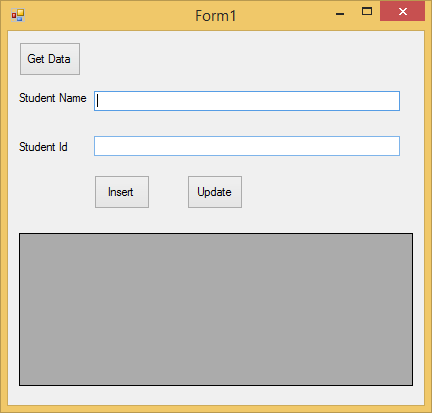 Form1
Get Data
Student Name
Student Id
Insert
Update